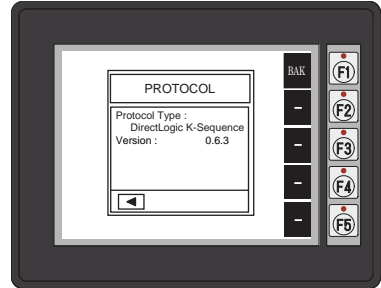 PROTOCOL
Protocol Type :
DirectLogic K-Sequence
Version : 0.6.3
BAK
–
–
–
–
F1
F2
F3
F4
F5